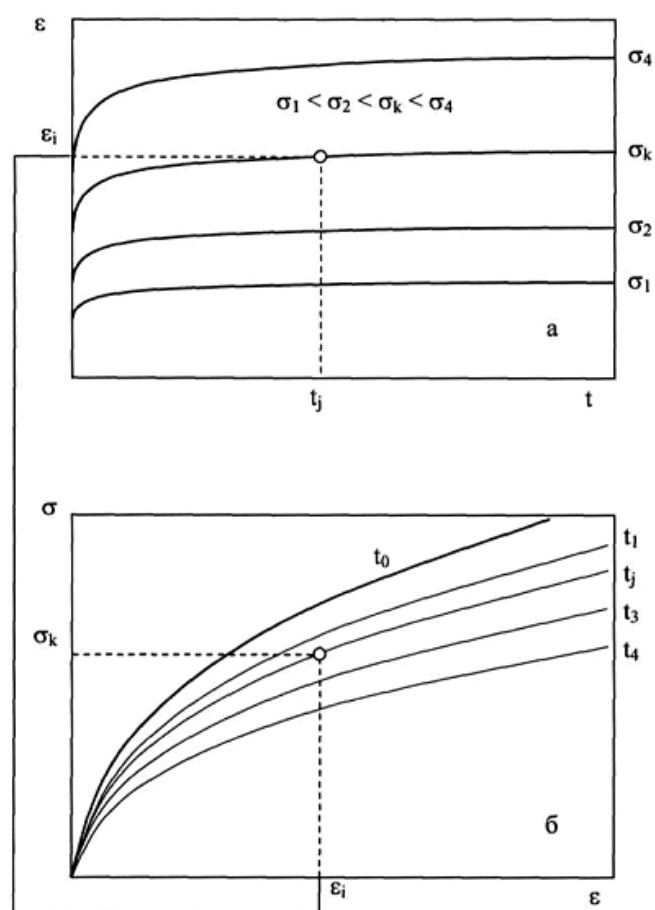 ε
σ₄
σ₁ < σ₂ < σₖ < σ₄
εᵢ
σₖ
σ₂
σ₁
а
tⱼ
t
σ
t₀
t₁
tⱼ
σₖ
t₃
t₄
б
εᵢ
ε